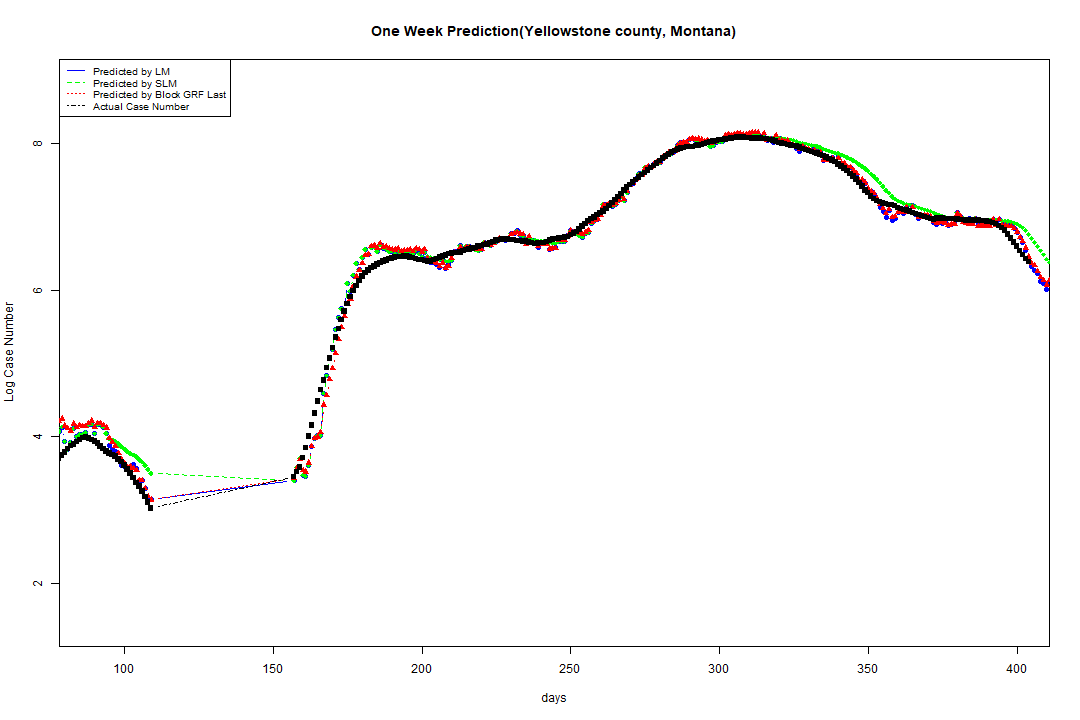 One Week Prediction(Yellowstone county, Montana)
Predicted by LM
Predicted by SLM
Predicted by Block GRF Last
Actual Case Number
Log Case Number
8
6
4
2
100 150 200 250 300 350 400
days